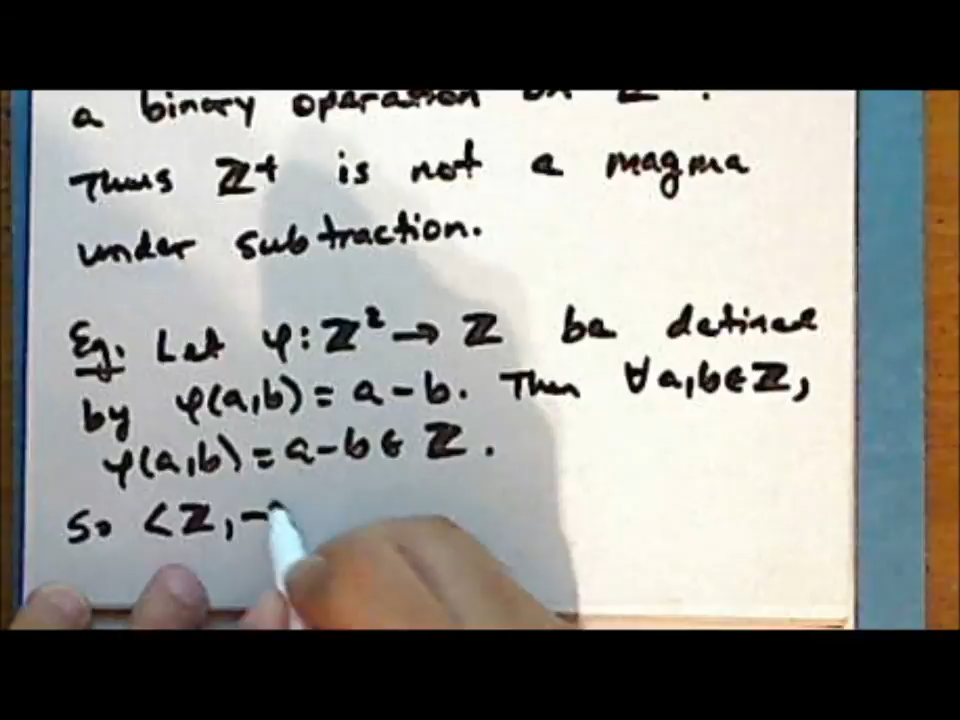 a binary operation on ℤ⁺.
Thus ℤ⁺ is not a magma
under subtraction.
Eg. Let φ: ℤ² → ℤ be defined
by φ(a,b) = a - b. Then ∀a,b∈ℤ,
φ(a,b) = a-b ∈ ℤ.
So <ℤ, -